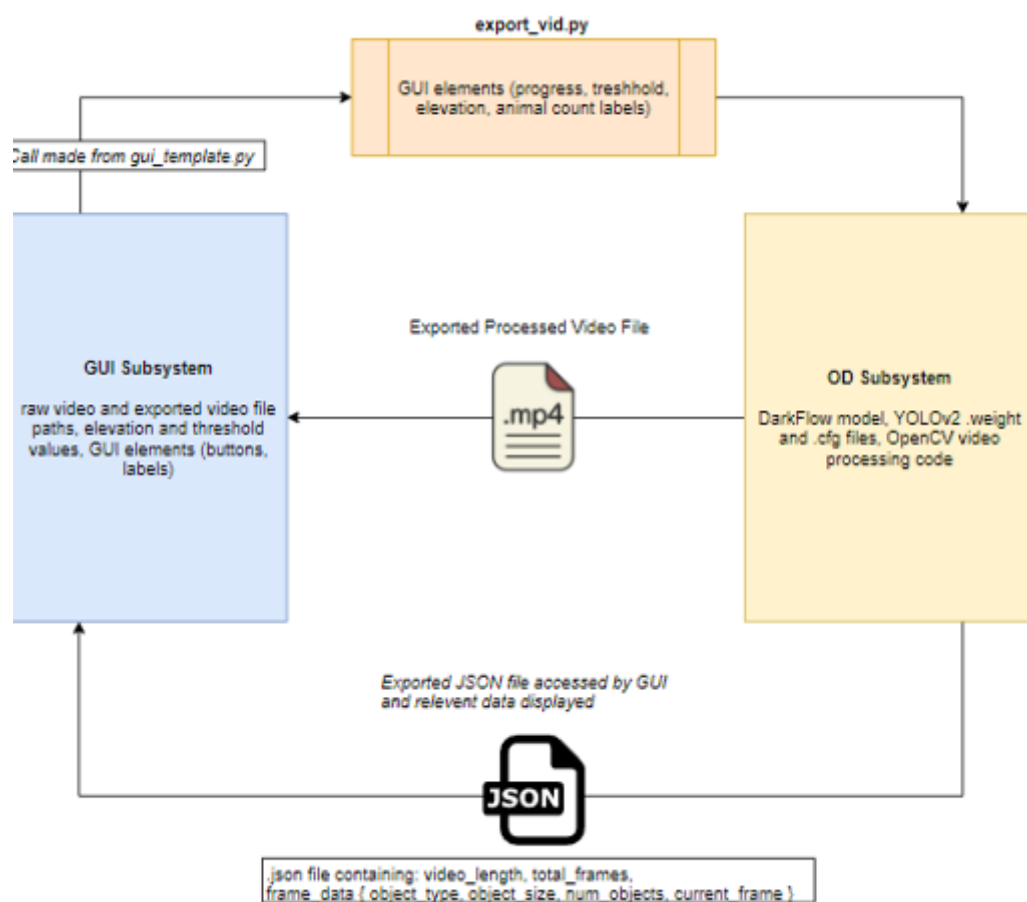 export_vid.py
GUI elements (progress, treshhold,
elevation, animal count labels)
Call made from gui_template.py
Exported Processed Video File
GUI Subsystem
raw video and exported video file
paths, elevation and threshold
values, GUI elements (buttons,
labels)
.mp4
OD Subsystem
DarkFlow model, YOLOv2 .weight
and .cfg files, OpenCV video
processing code
Exported JSON file accessed by GUI
and relevent data displayed
JSON
.json file containing: video_length, total_frames,
frame_data { object_type, object_size, num_objects, current_frame }